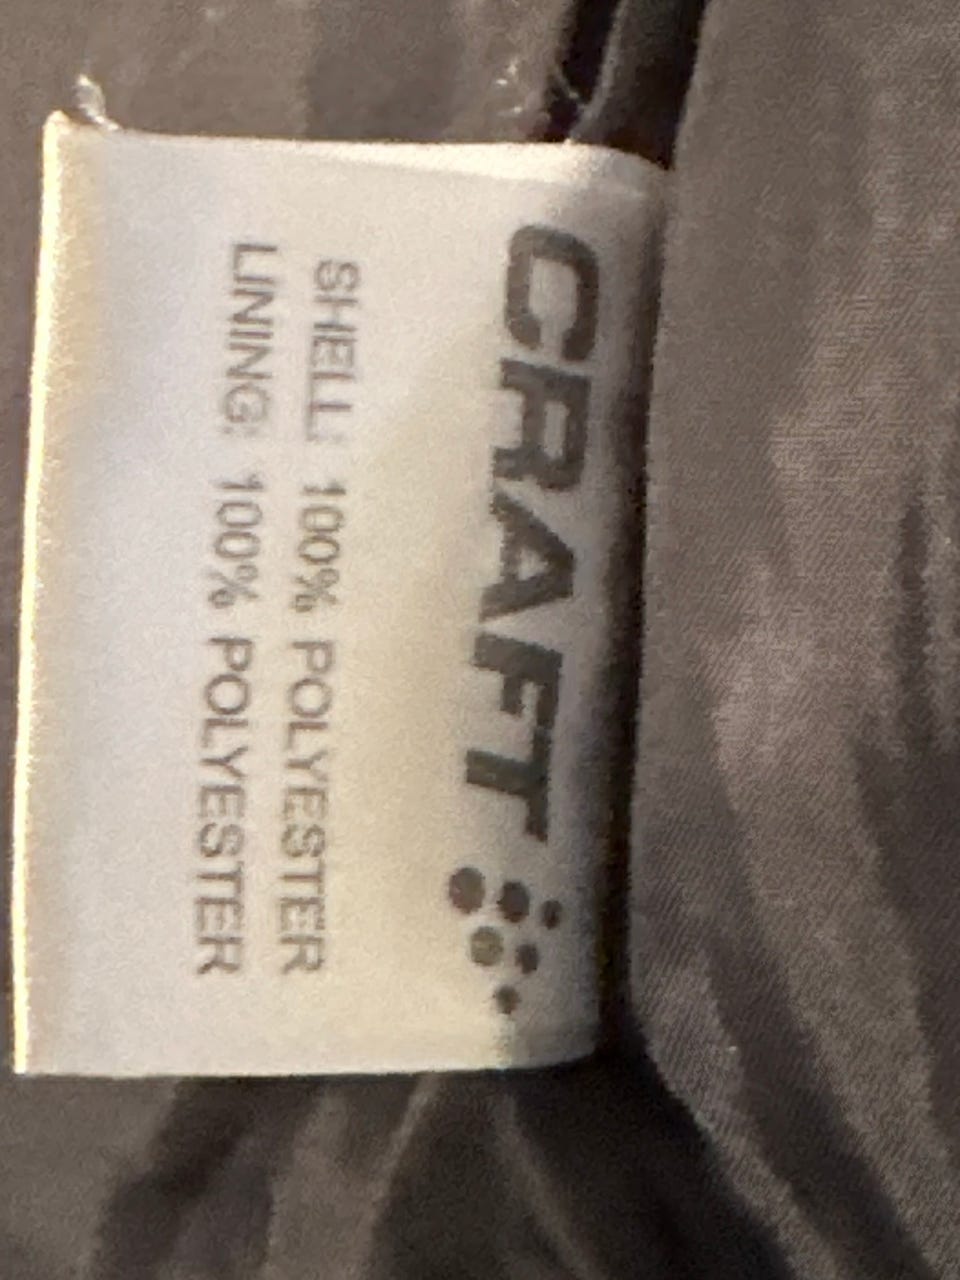 CRAFT
SHELL: 100% POLYESTER
LINING: 100% POLYESTER